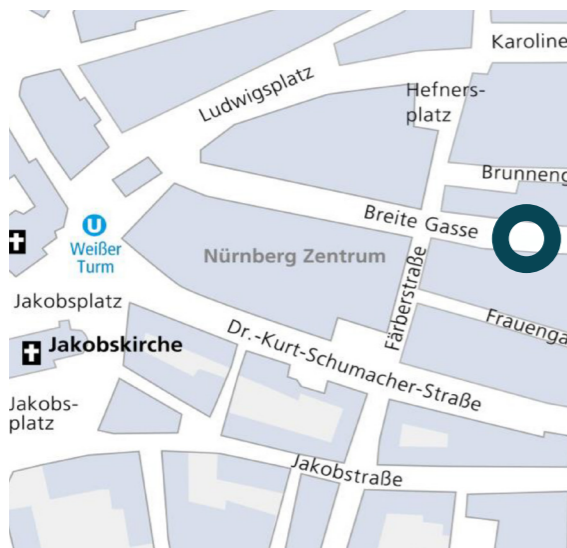 Karoline
Ludwigsplatz
Hefners-
platz
Brunneng
Breite Gasse
U
Weißer
Turm
Nürnberg Zentrum
Färberstraße
Jakobsplatz
Frauenga
Dr.-Kurt-Schumacher-Straße
Jakobskirche
Jakobs-
platz
Jakobstraße